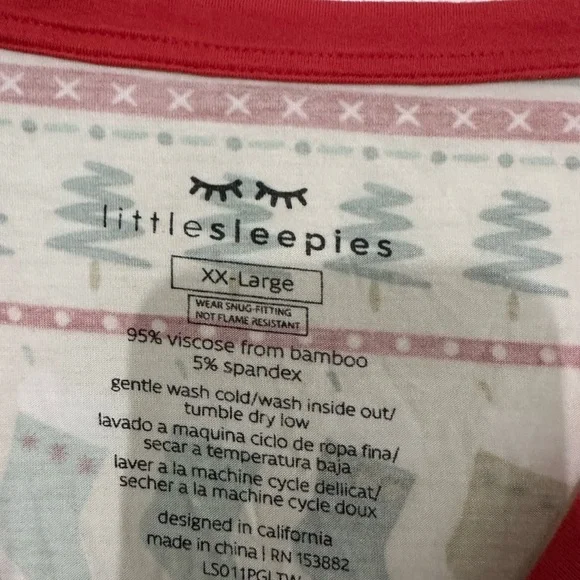 littlesleepies
XX-Large
WEAR SNUG-FITTING
NOT FLAME RESISTANT
95% viscose from bamboo
5% spandex
gentle wash cold/wash inside out/
tumble dry low
lavado a maquina ciclo de ropa fina/
secar a temperatura baja
laver a la machine cycle deliicat/
secher a la machine cycle doux
designed in california
made in china | RN 153882
LS011PGLTW